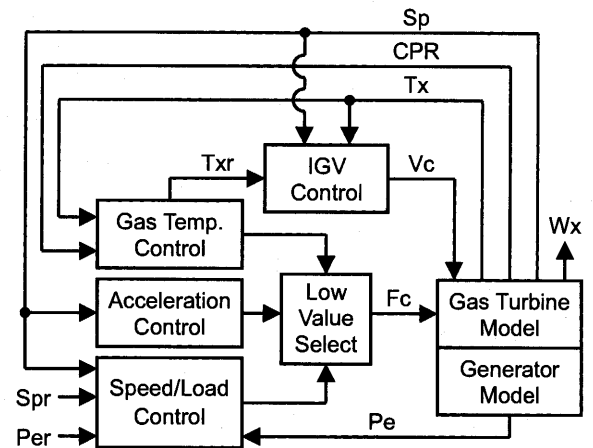 Sp
CPR
Tx
Txr
IGV
Control
Vc
Gas Temp.
Control
Wx
Acceleration
Control
Low
Value
Select
Fc
Gas Turbine
Model
Generator
Model
Speed/Load
Control
Spr
Per
Pe